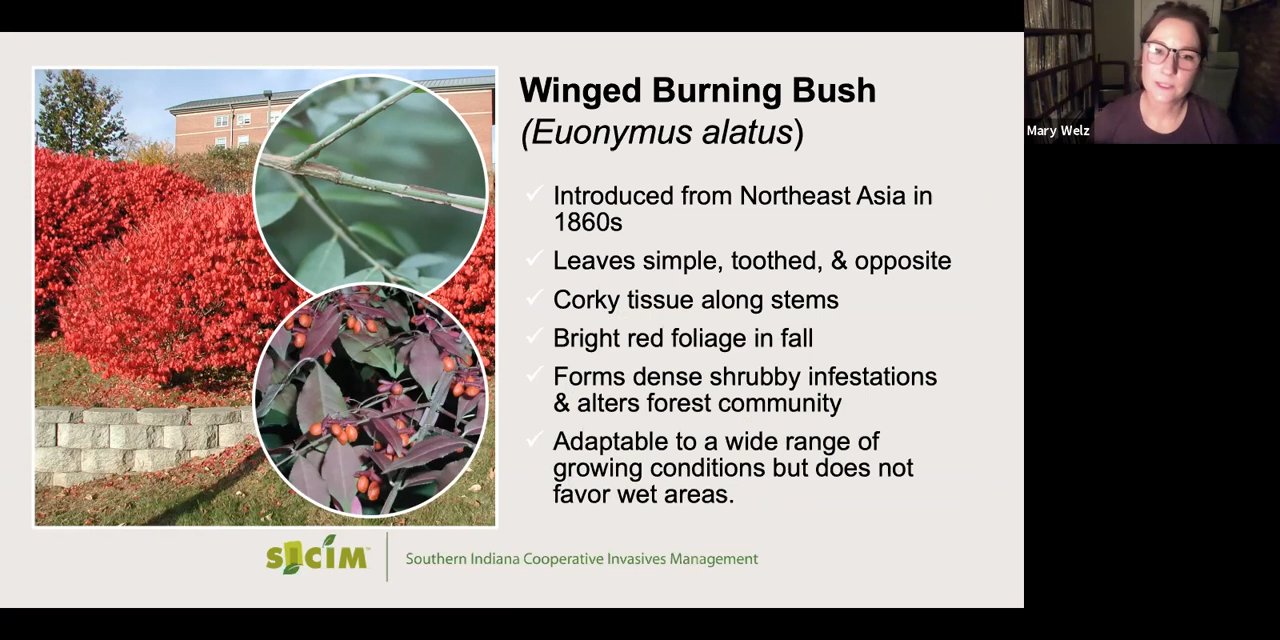 Winged Burning Bush
(Euonymus alatus)
Introduced from Northeast Asia in
1860s
Leaves simple, toothed, & opposite
Corky tissue along stems
Bright red foliage in fall
Forms dense shrubby infestations
& alters forest community
Adaptable to a wide range of
growing conditions but does not
favor wet areas.
SICIM™
Southern Indiana Cooperative Invasives Management
Mary Welz